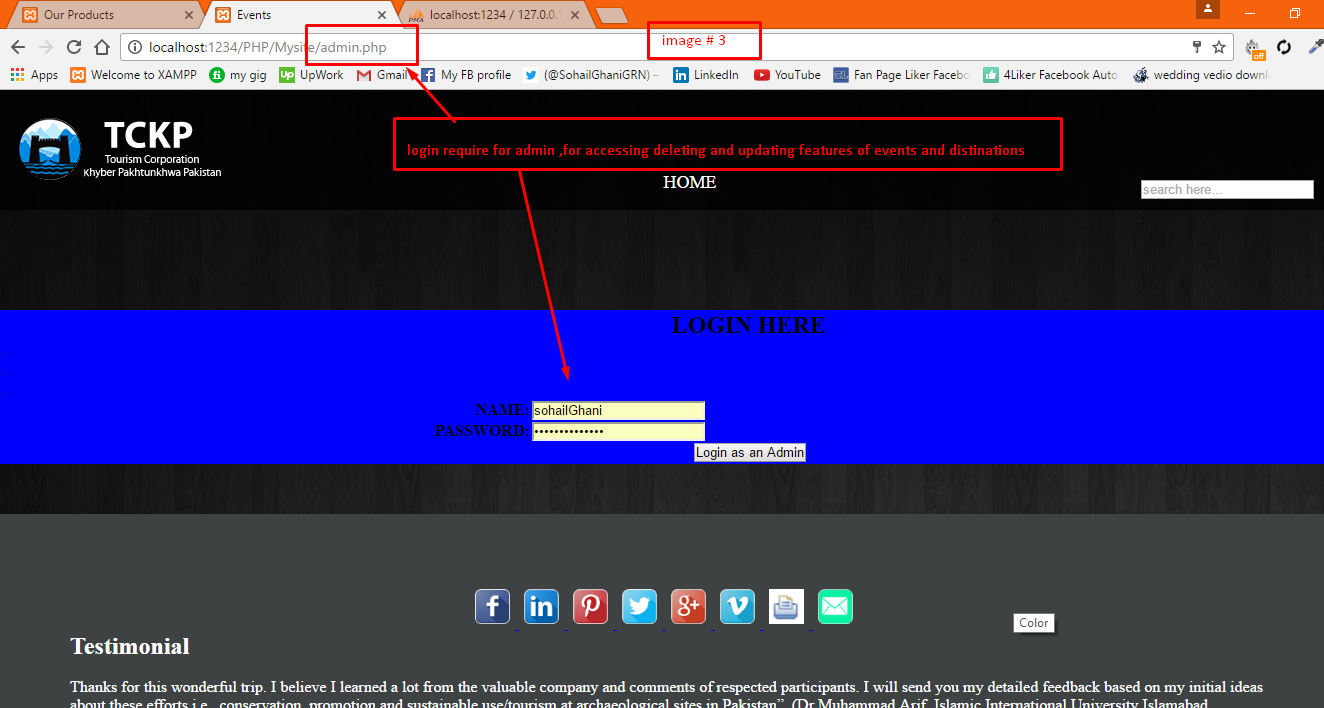 Our Products
Events
localhost:1234 / 127.0.0.1
localhost:1234/PHP/Mysite/admin.php
image # 3
Apps
Welcome to XAMPP
my gig
Up UpWork
Gmail
My FB profile
(@SohailGhaniGRN) –
in LinkedIn
YouTube
Fan Page Liker Facebo
4Liker Facebook Auto
wedding vedio downl
off
TCKP
Tourism Corporation
Khyber Pakhtunkhwa Pakistan
login require for admin ,for accessing deleting and updating features of events and distinations
HOME
search here...
LOGIN HERE
NAME: sohailGhani
PASSWORD: ••••••••••••••
Login as an Admin
Color
Testimonial
Thanks for this wonderful trip. I believe I learned a lot from the valuable company and comments of respected participants. I will send you my detailed feedback based on my initial ideas
about these efforts i.e., conservation, promotion and sustainable use/tourism at archaeological sites in Pakistan”. (Dr Muhammad Arif, Islamic International University Islamabad